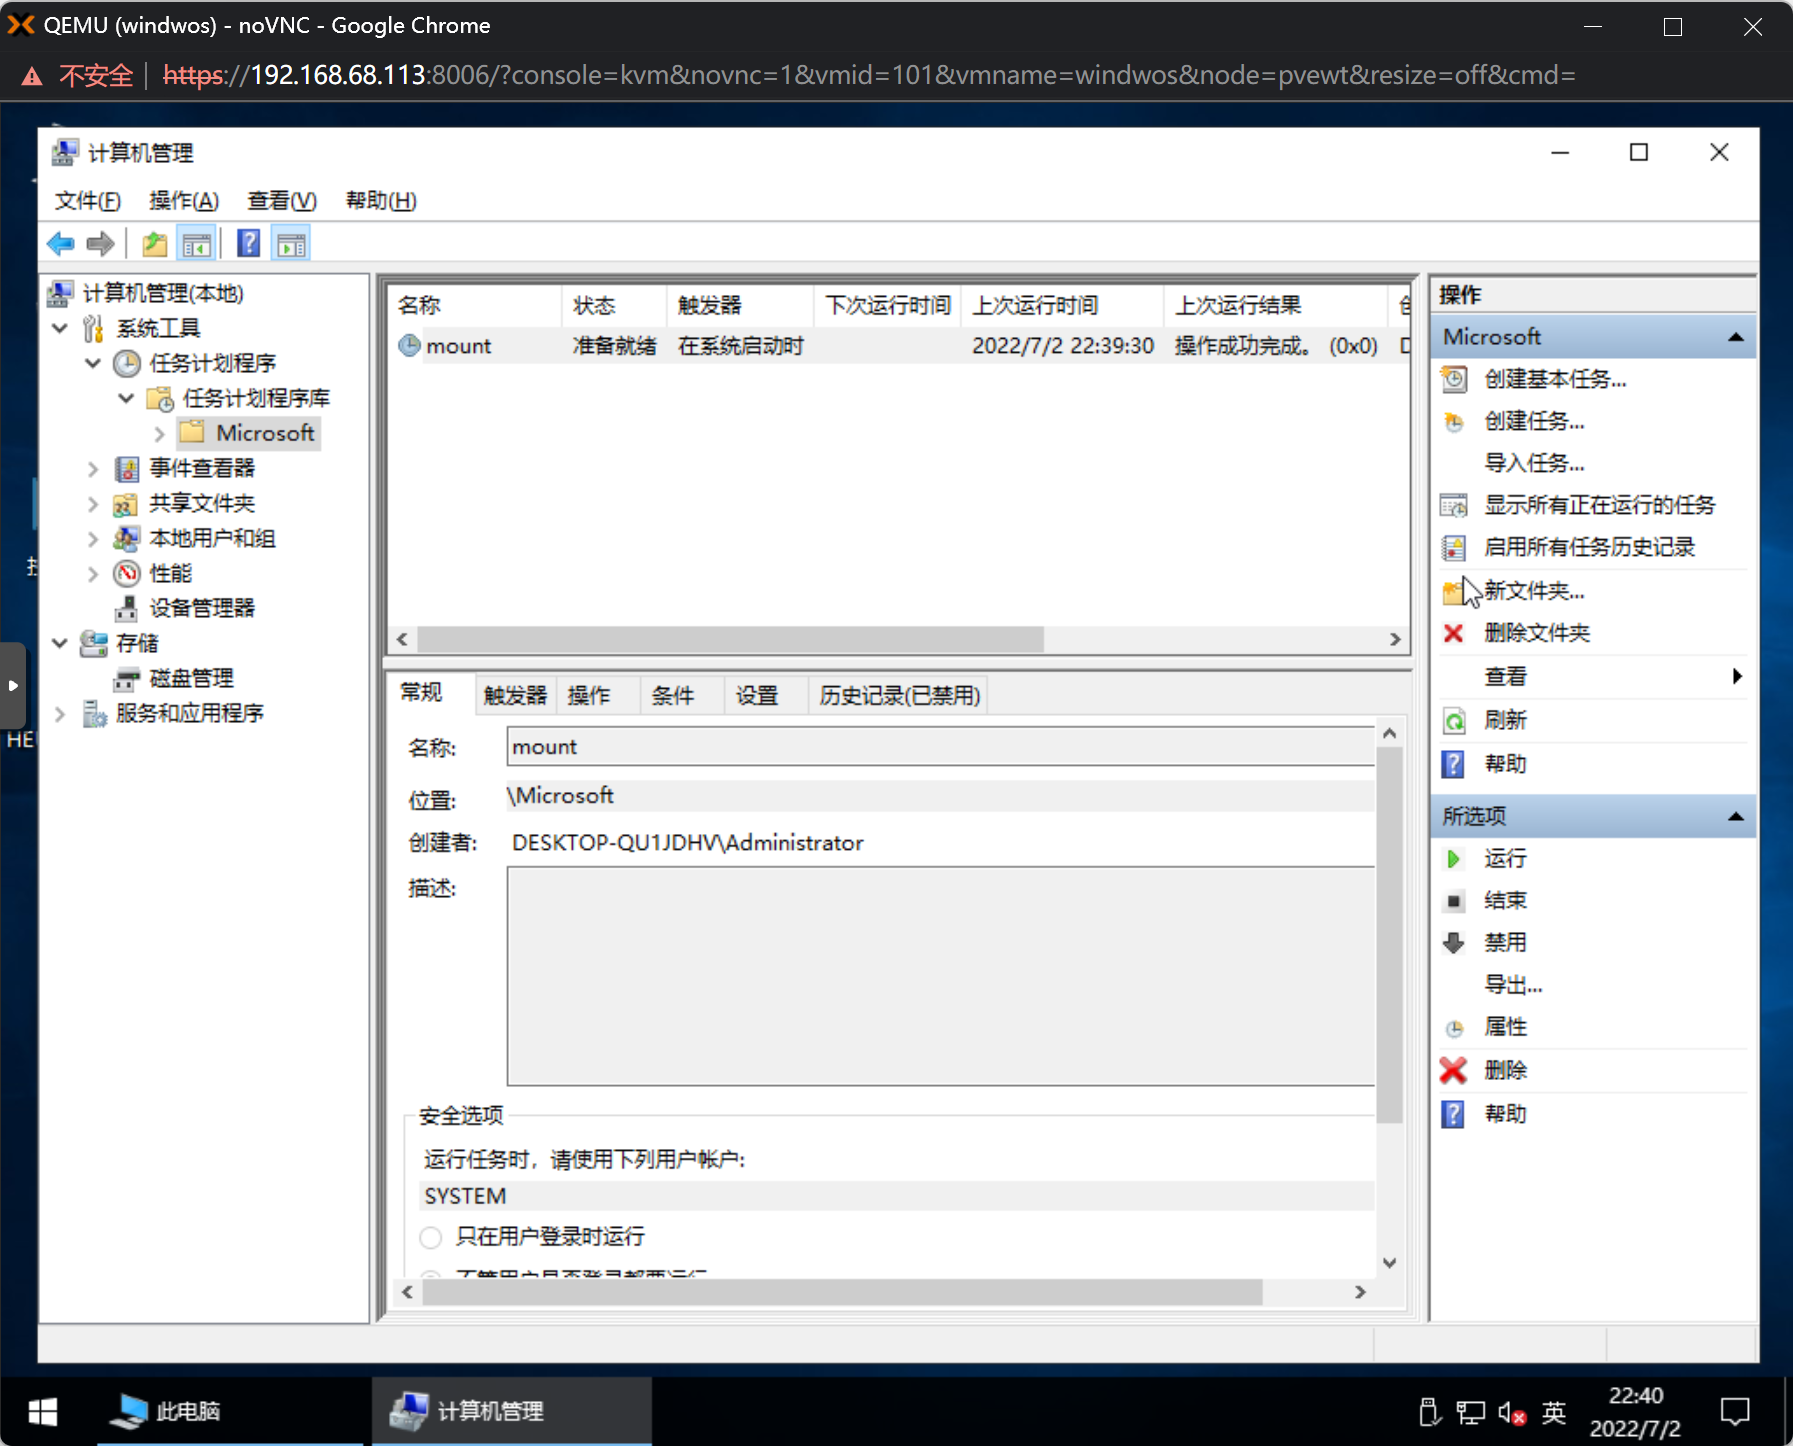 QEMU (windwos) - noVNC - Google Chrome
不安全 https://192.168.68.113:8006/?console=kvm&novnc=1&vmid=101&vmname=windwos&node=pvewt&resize=off&cmd=
计算机管理
文件(F) 操作(A) 查看(V) 帮助(H)
计算机管理(本地)
系统工具
任务计划程序
任务计划程序库
Microsoft
事件查看器
共享文件夹
本地用户和组
性能
设备管理器
存储
磁盘管理
服务和应用程序
名称 状态 触发器 下次运行时间 上次运行时间 上次运行结果
mount 准备就绪 在系统启动时 2022/7/2 22:39:30 操作成功完成。 (0x0)
常规 触发器 操作 条件 设置 历史记录(已禁用)
名称: mount
位置: \Microsoft
创建者: DESKTOP-QU1JDHV\Administrator
描述:
安全选项
运行任务时，请使用下列用户帐户:
SYSTEM
只在用户登录时运行
不管用户是否登录都要运行
操作
Microsoft
创建基本任务...
创建任务...
导入任务...
显示所有正在运行的任务
启用所有任务历史记录
新文件夹...
删除文件夹
查看
刷新
帮助
所选项
运行
结束
禁用
导出...
属性
删除
帮助
HE
此电脑
计算机管理
英
22:40
2022/7/2